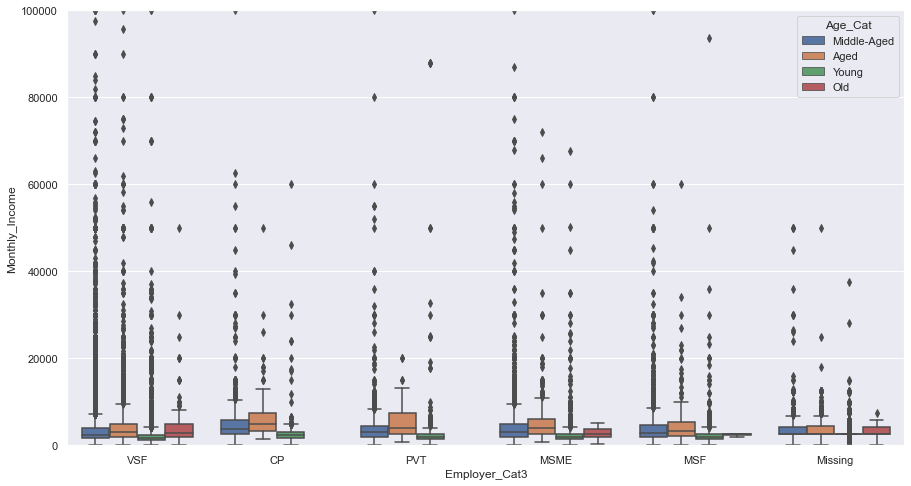 100000
80000
60000
40000
20000
0
Monthly_Income
VSF
CP
PVT
MSME
MSF
Missing
Employer_Cat3
Age_Cat
Middle-Aged
Aged
Young
Old